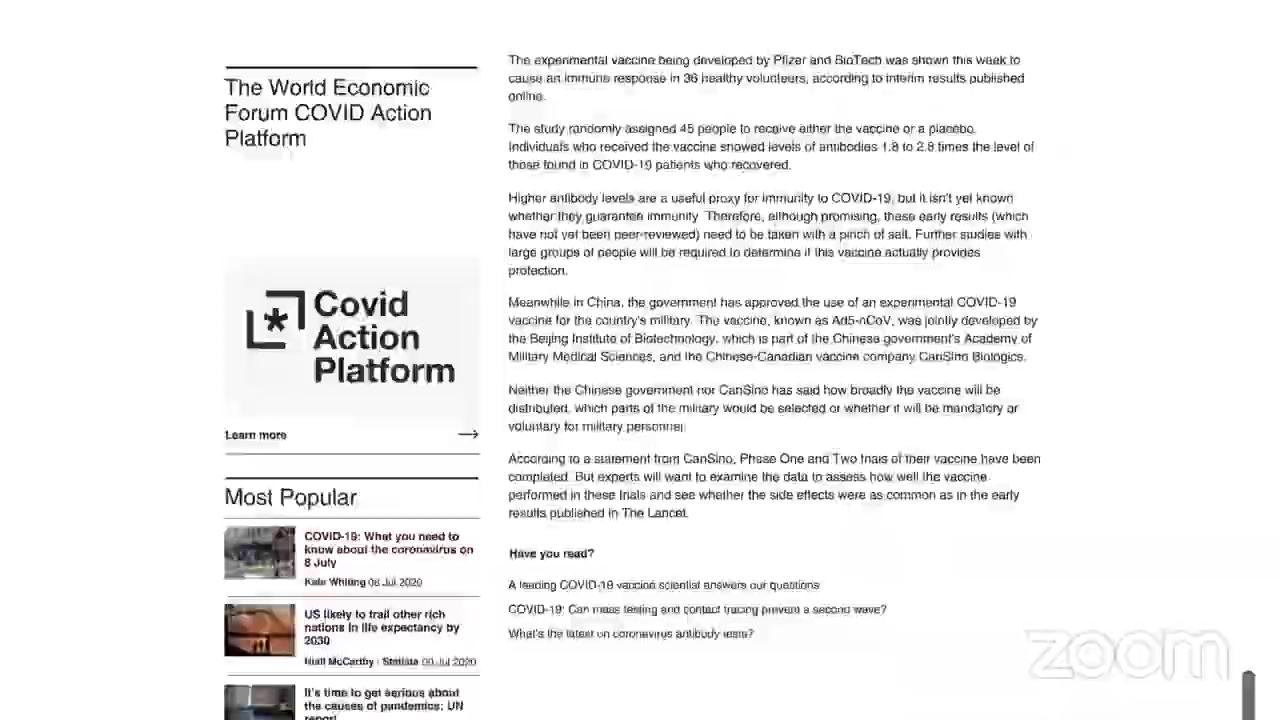 The World Economic
Forum COVID Action
Platform
Covid
Action
Platform
Learn more
Most Popular
COVID-19: What you need to
know about the coronavirus on
8 July
Kate Whiting 08 Jul 2020
US likely to trail other rich
nations in life expectancy by
2030
Niall McCarthy · Statista 09 Jul 2020
It's time to get serious about
the causes of pandemics: UN
report
The experimental vaccine being developed by Pfizer and BioTech was shown this week to
cause an immune response in 36 healthy volunteers, according to interim results published
online.
The study randomly assigned 45 people to receive either the vaccine or a placebo.
Individuals who received the vaccine showed levels of antibodies 1.8 to 2.8 times the level of
those found in COVID-19 patients who recovered.
Higher antibody levels are a useful proxy for immunity to COVID-19, but it isn't yet known
whether they guarantee immunity. Therefore, although promising, these early results (which
have not yet been peer-reviewed) need to be taken with a pinch of salt. Further studies with
large groups of people will be required to determine if this vaccine actually provides
protection.
Meanwhile in China, the government has approved the use of an experimental COVID-19
vaccine for the country's military. The vaccine, known as Ad5-nCoV, was jointly developed by
the Beijing Institute of Biotechnology, which is part of the Chinese government's Academy of
Military Medical Sciences, and the Chinese-Canadian vaccine company CanSino Biologics.
Neither the Chinese government nor CanSino has said how broadly the vaccine will be
distributed, which parts of the military would be selected or whether it will be mandatory or
voluntary for military personnel.
According to a statement from CanSino, Phase One and Two trials of their vaccine have been
completed. But experts will want to examine the data to assess how well the vaccine
performed in these trials and see whether the side effects were as common as in the early
results published in The Lancet.
Have you read?
A leading COVID-19 vaccine scientist answers our questions
COVID-19: Can mass testing and contact tracing prevent a second wave?
What's the latest on coronavirus antibody tests?
zoom